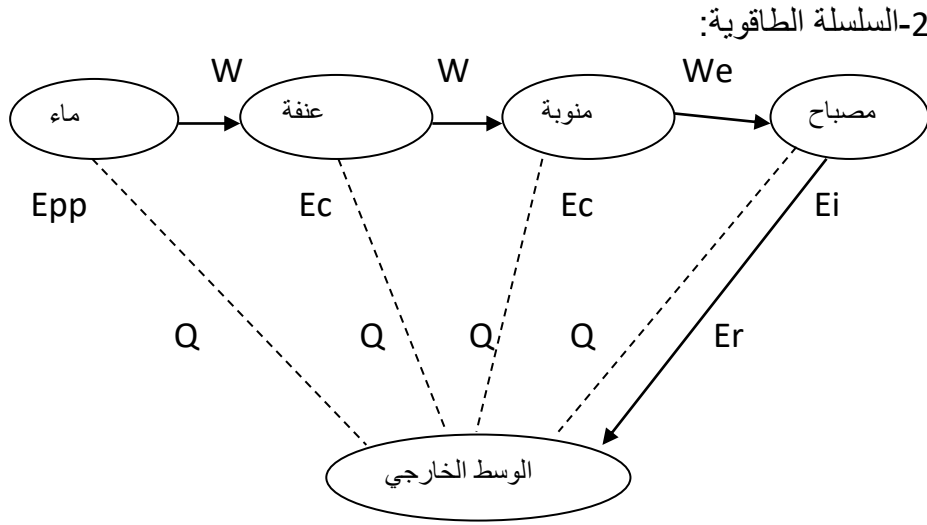 2-السلسلة الطاقوية:
W W We
ماء عنفة منوبة مصباح
Epp Ec Ec Ei
Q Q Q Q Er
الوسط الخارجي